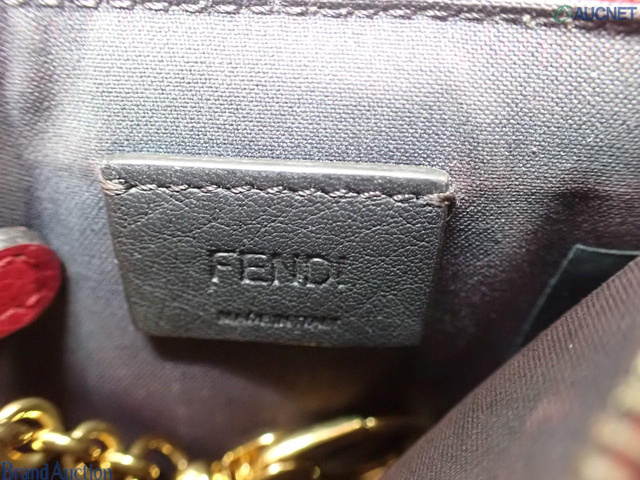 AUCNET
FENDI
MADE IN ITALY
Brand Auction